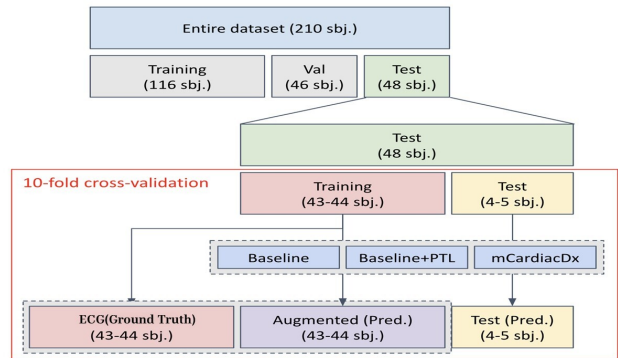 Entire dataset (210 sbj.)
Training
(116 sbj.)
Val
(46 sbj.)
Test
(48 sbj.)
Test
(48 sbj.)
10-fold cross-validation
Training
(43-44 sbj.)
Test
(4-5 sbj.)
Baseline
Baseline+PTL
mCardiacDx
ECG(Ground Truth)
(43-44 sbj.)
Augmented (Pred.)
(43-44 sbj.)
Test (Pred.)
(4-5 sbj.)